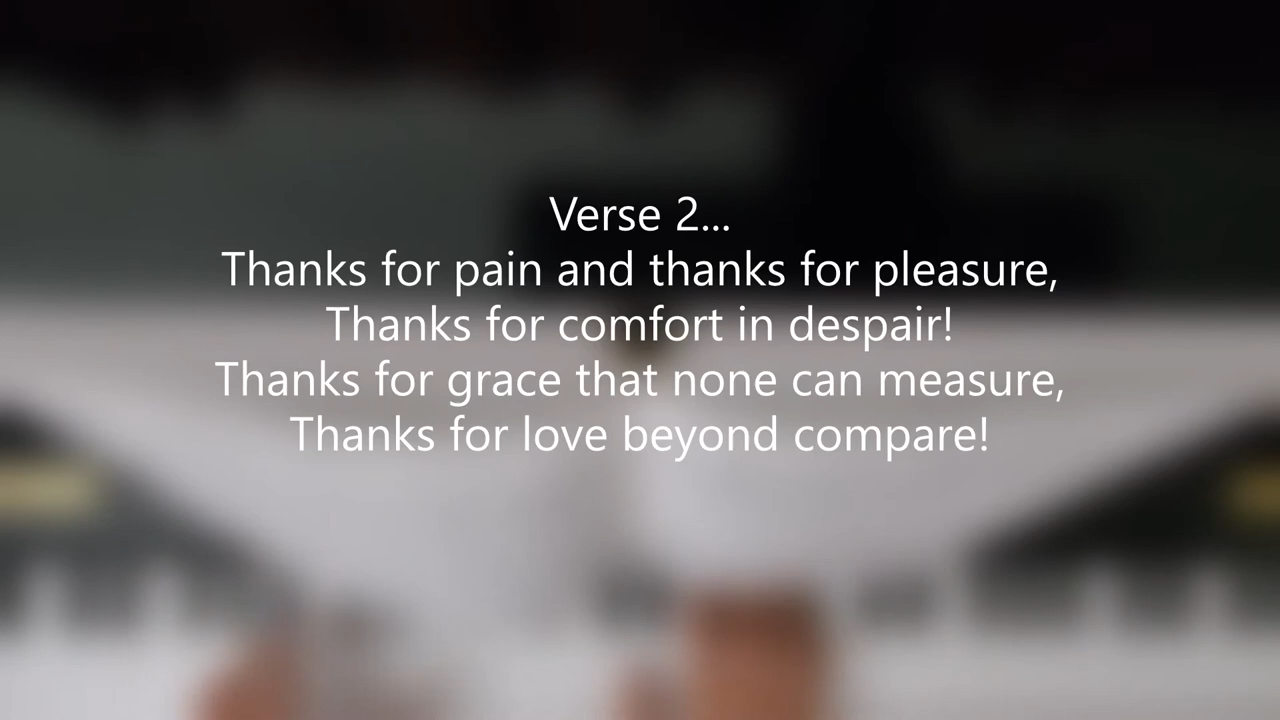 Verse 2...
Thanks for pain and thanks for pleasure,
Thanks for comfort in despair!
Thanks for grace that none can measure,
Thanks for love beyond compare!